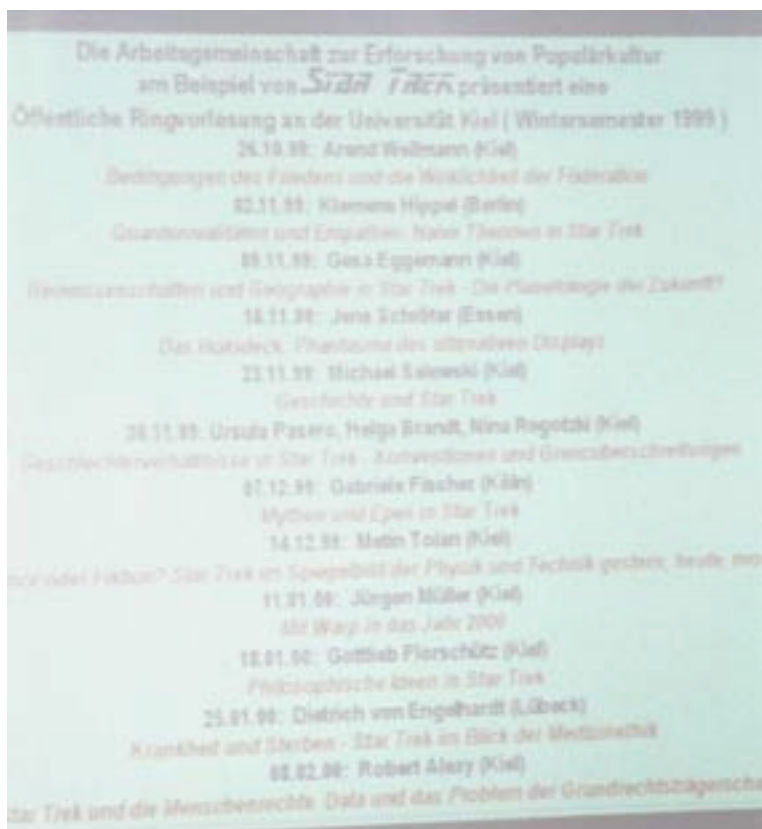 Die Arbeitsgemeinschaft zur Erforschung von Populärkultur
am Beispiel von STAR TREK präsentiert eine
Öffentliche Ringvorlesung an der Universität Kiel ( Wintersemester 1999 )
26.10.99: Arend Wellmann (Kiel)
Bedingungen des Friedens und die Wirklichkeit der Föderation
02.11.99: Klemens Hippel (Berlin)
Quantenrealitäten und Empathen: Naive Theorien in Star Trek
09.11.99: Gesa Eggemann (Kiel)
und Geographie in Star Trek - Die Planetologie der Zukunft?
16.11.99: Jens Schröter (Essen)
Das Holodeck: Phantasma des ultimativen Displays
23.11.99: Michael Salewski (Kiel)
Geschichte und Star Trek
30.11.99: Ursula Pasero, Helga Brandt, Nina Rogotzki (Kiel)
Geschlechterverhältnisse in Star Trek - Konventionen und Grenzüberschreitungen
07.12.99: Gabriele Fischer (Köln)
Mythen und Epen in Star Trek
14.12.99: Metin Tolan (Kiel)
oder Fiktion? Star Trek im Spiegelbild der Physik und Technik gestern, heute,
11.01.00: Jürgen Müller (Kiel)
Mit Warp in das Jahr 2000
18.01.00: Gottlieb Florschütz (Kiel)
Philosophische Ideen in Star Trek
25.01.00: Dietrich von Engelhardt (Lübeck)
Krankheit und Sterben - Star Trek im Blick der Medizinethik
08.02.00: Robert Alexy (Kiel)
Star Trek und die Menschenrechte. Data und das Problem der